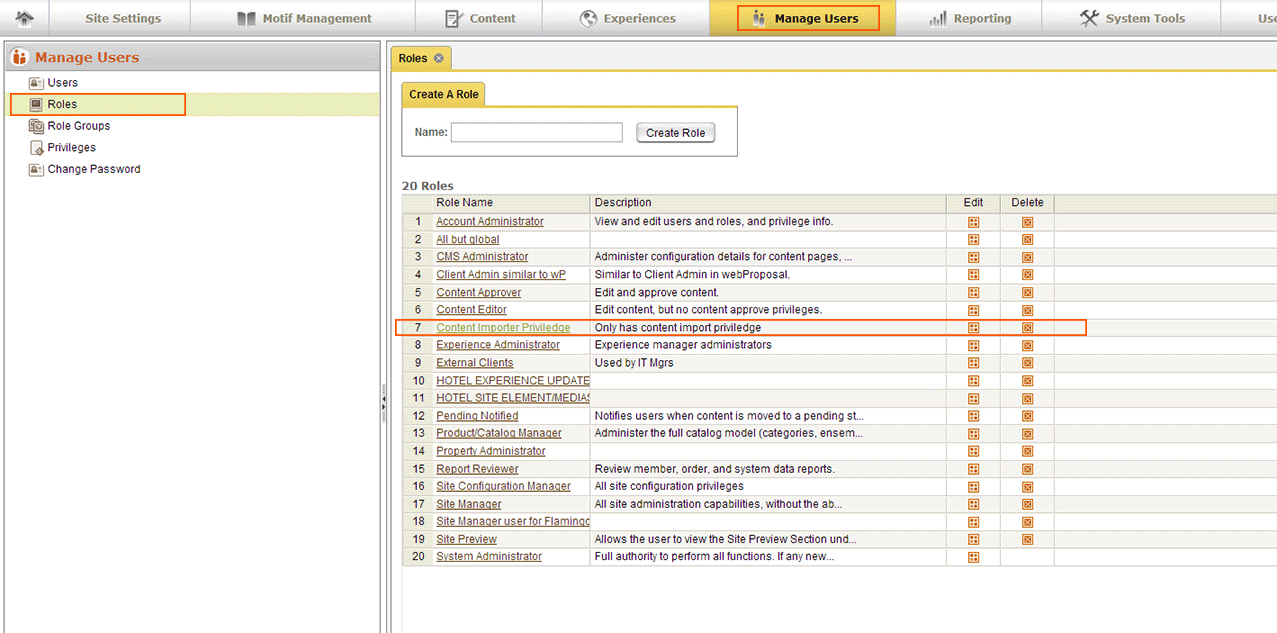 Site Settings Motif Management Content Experiences Manage Users Reporting System Tools Use
Manage Users
Users
Roles
Role Groups
Privileges
Change Password
Roles
Create A Role
Name: Create Role
20 Roles
Role Name Description Edit Delete
1 Account Administrator View and edit users and roles, and privilege info.
2 All but global
3 CMS Administrator Administer configuration details for content pages, ...
4 Client Admin similar to wP Similar to Client Admin in webProposal.
5 Content Approver Edit and approve content.
6 Content Editor Edit content, but no content approve privileges.
7 Content Importer Priviledge Only has content import priviledge
8 Experience Administrator Experience manager administrators
9 External Clients Used by IT Mgrs
10 HOTEL EXPERIENCE UPDATE
11 HOTEL SITE ELEMENT/MEDIAS
12 Pending Notified Notifies users when content is moved to a pending st...
13 Product/Catalog Manager Administer the full catalog model (categories, ensem...
14 Property Administrator
15 Report Reviewer Review member, order, and system data reports.
16 Site Configuration Manager All site configuration privileges
17 Site Manager All site administration capabilities, without the ab...
18 Site Manager user for Flamingo
19 Site Preview Allows the user to view the Site Preview Section und...
20 System Administrator Full authority to perform all functions. If any new...